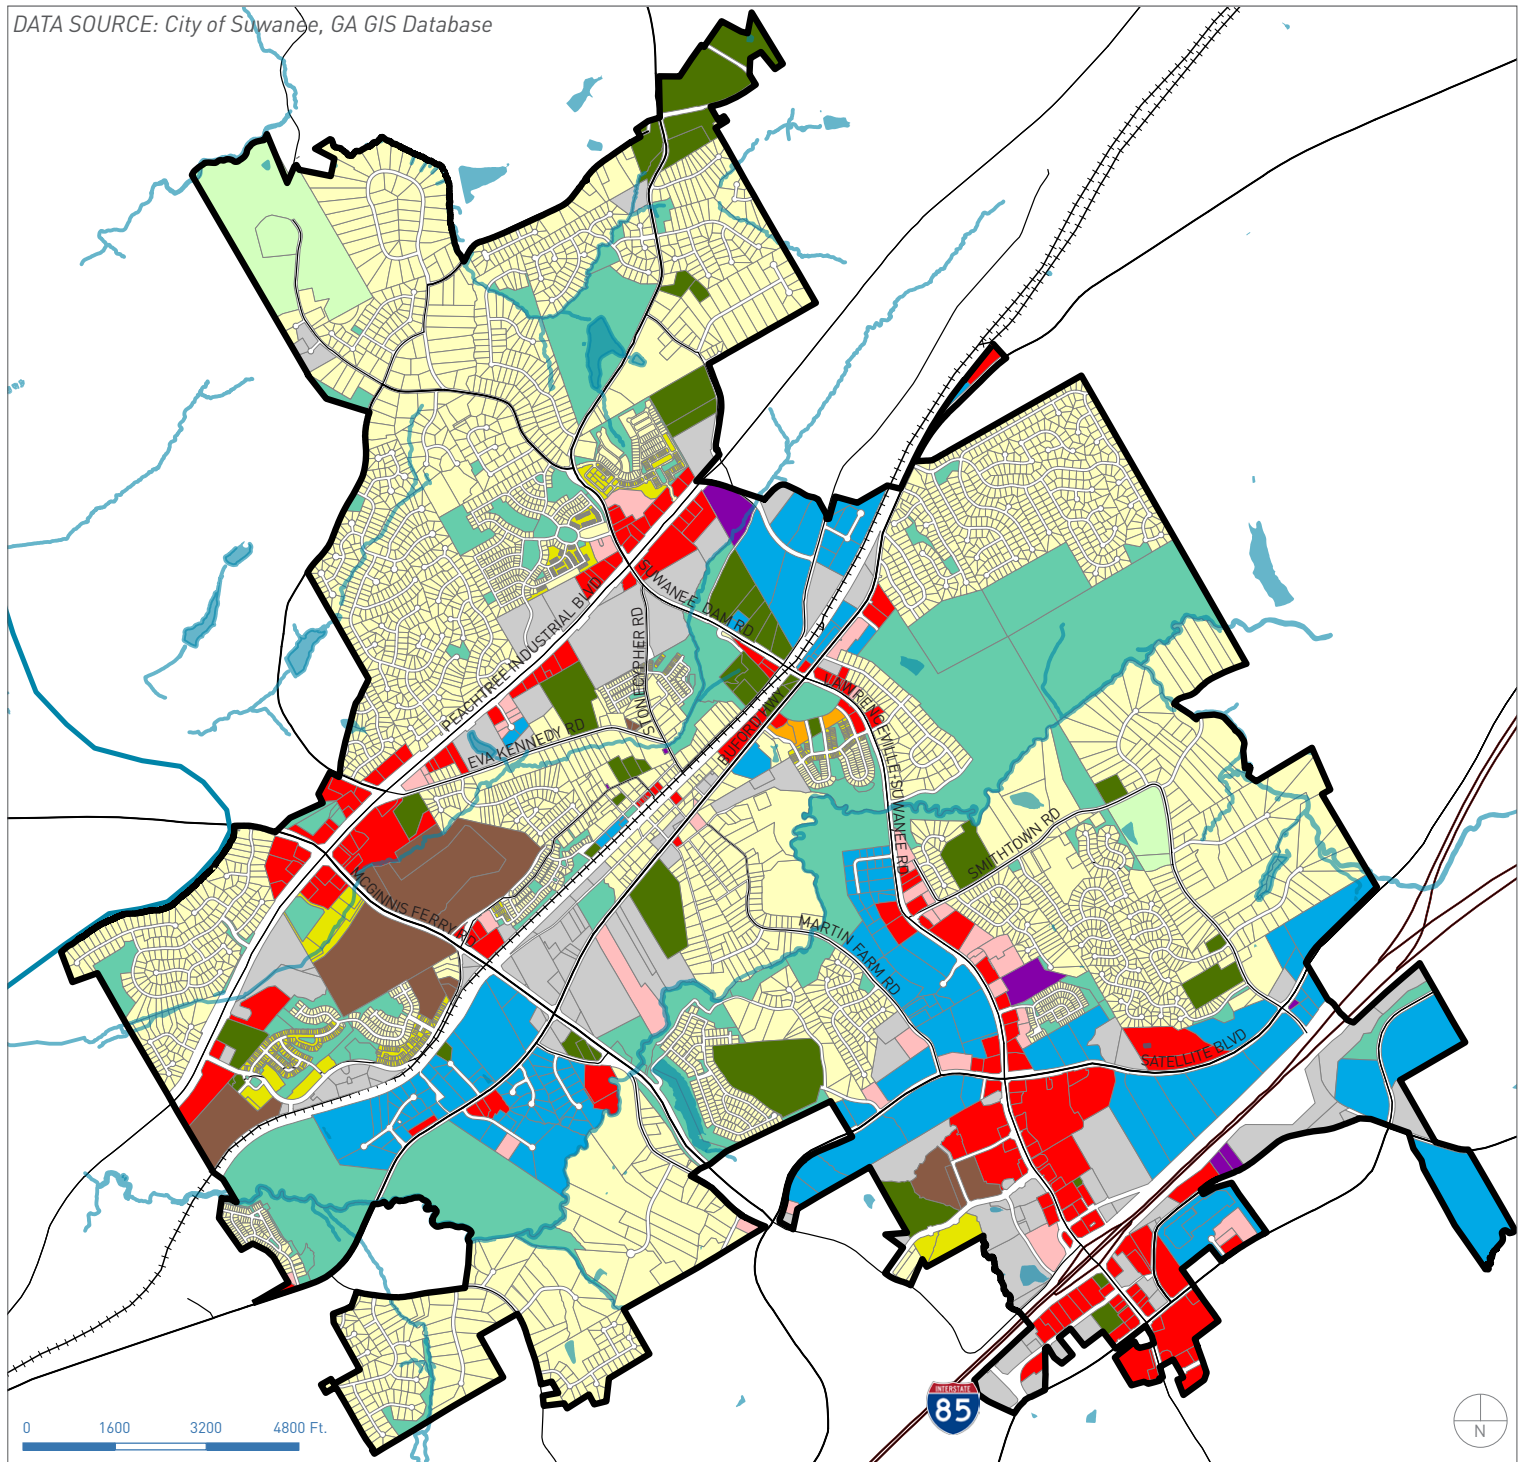 DATA SOURCE: City of Suwanee, GA GIS Database
SUWANEE DAM RD
PEACHTREE INDUSTRIAL BLVD
STONECYPHER RD
LAWRENCEVILLE-SUWANEE RD
BUFORD HWY
EVA KENNEDY RD
SMITHTOWN RD
MCGINNIS FERRY RD
MARTIN FARM RD
SATELLITE BLVD
INTERSTATE
85
0 1600 3200 4800 Ft.
N